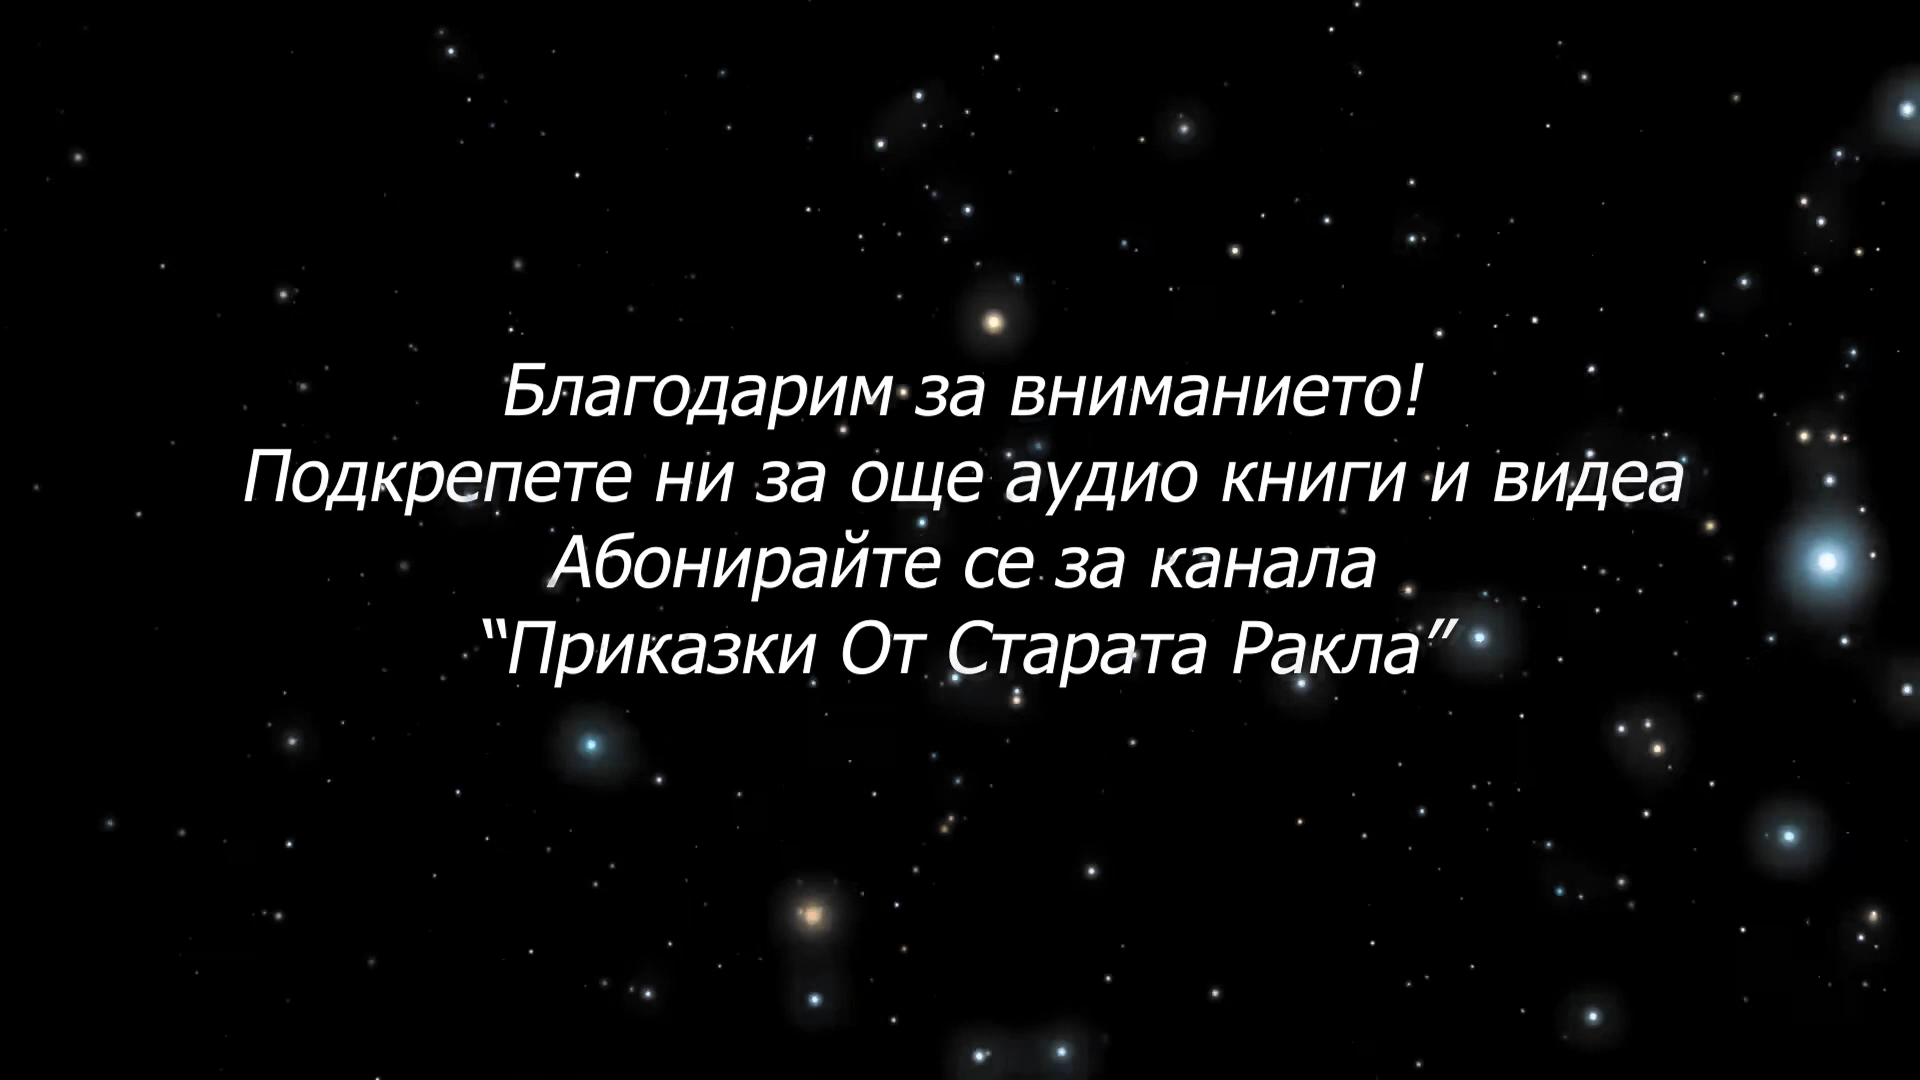 Благодарим за вниманието!
Подкрепете ни за още аудио книги и видеа
Абонирайте се за канала
“Приказки От Старата Ракла”